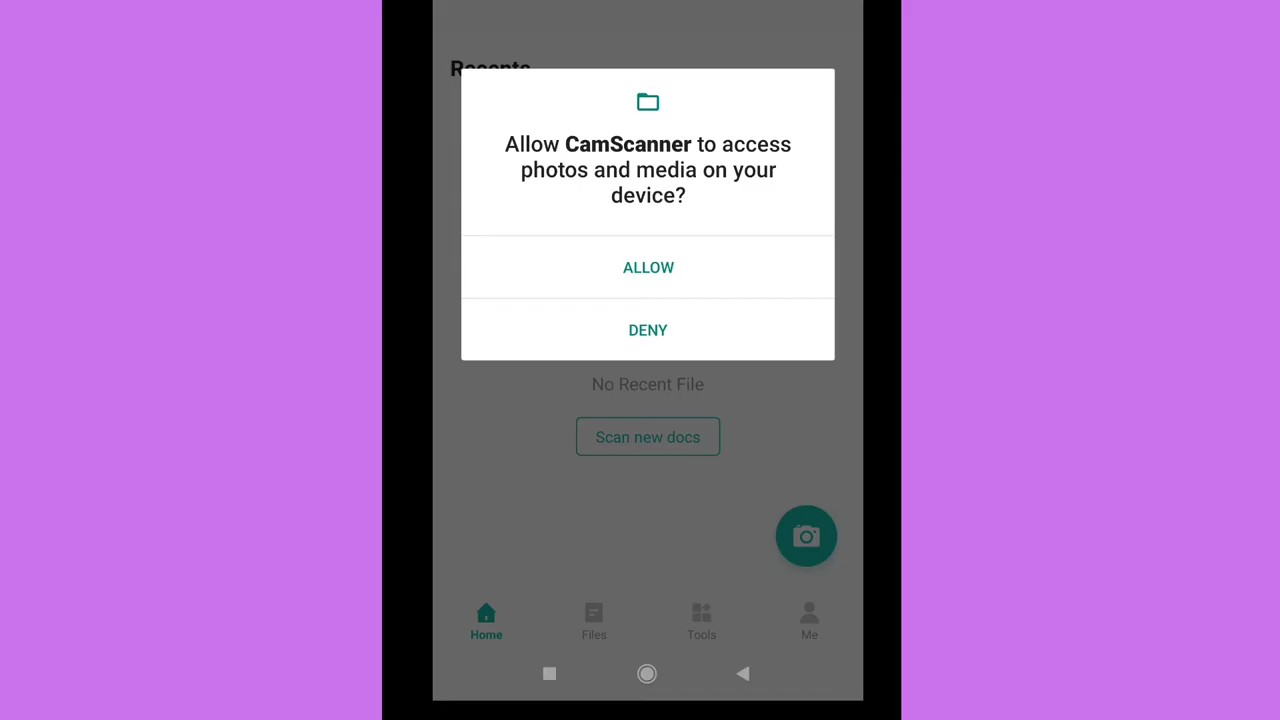 Recents
Allow CamScanner to access
photos and media on your
device?
ALLOW
DENY
No Recent File
Scan new docs
Home
Files
Tools
Me